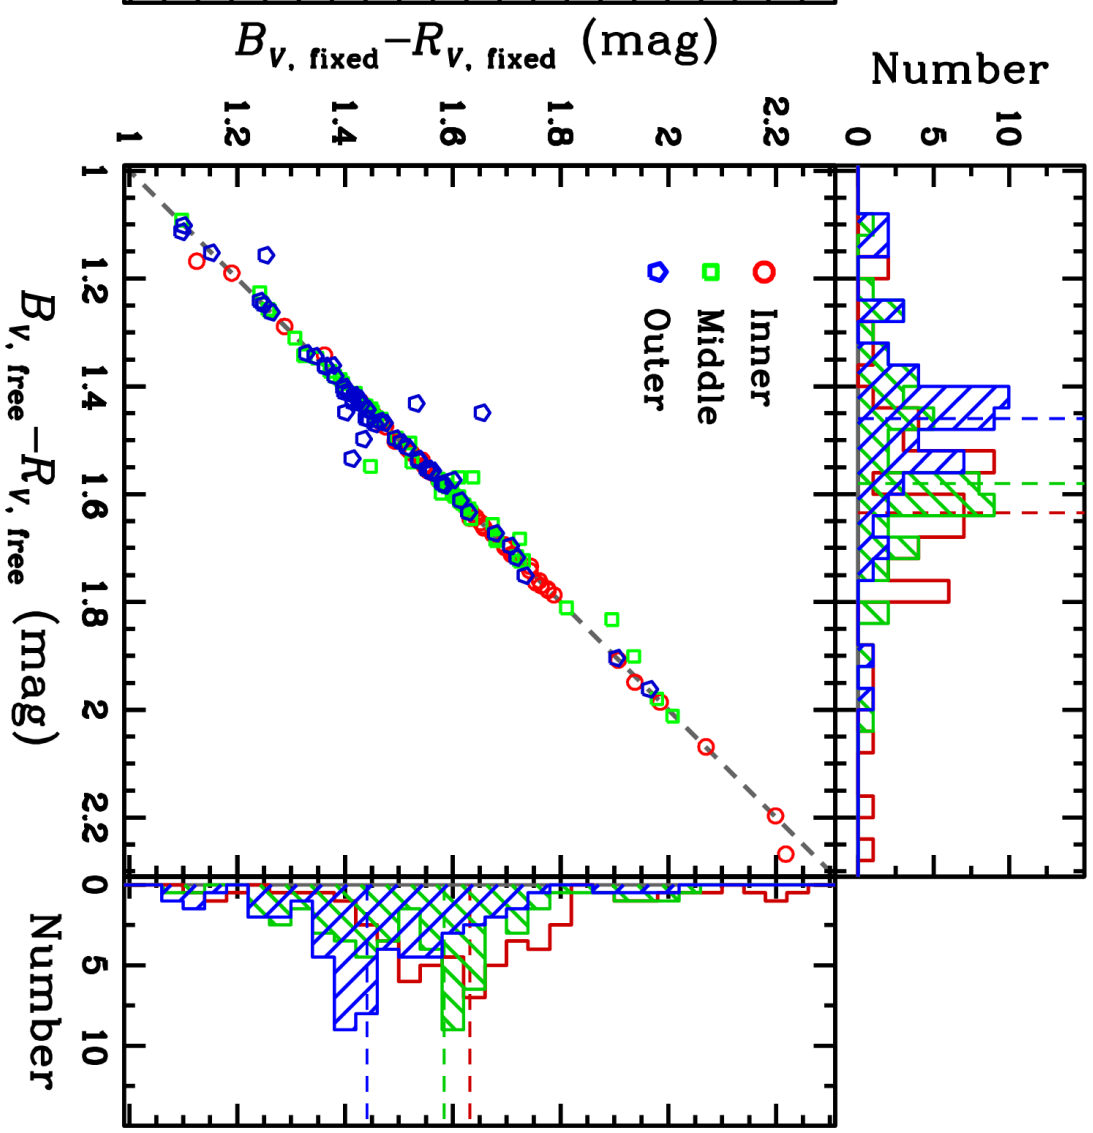 B_V, fixed−R_V, fixed (mag)
Number
0 5 10
1 1.2 1.4 1.6 1.8 2 2.2
1 1.2 1.4 1.6 1.8 2 2.2
Inner
Middle
Outer
B_V, free−R_V, free (mag)
0 5 10
Number